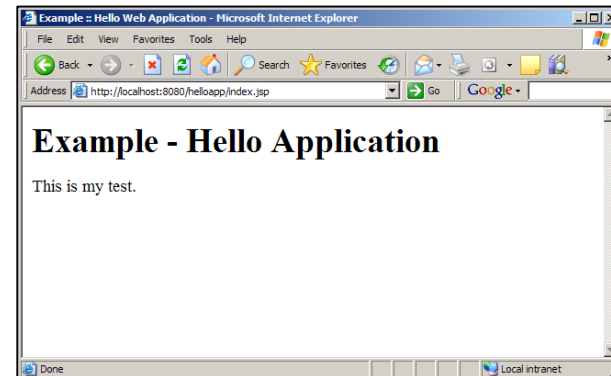 Example :: Hello Web Application - Microsoft Internet Explorer
File Edit View Favorites Tools Help
Back Search Favorites
Address http://localhost:8080/helloapp/index.jsp Go Google
Example - Hello Application
This is my test.
Done Local intranet